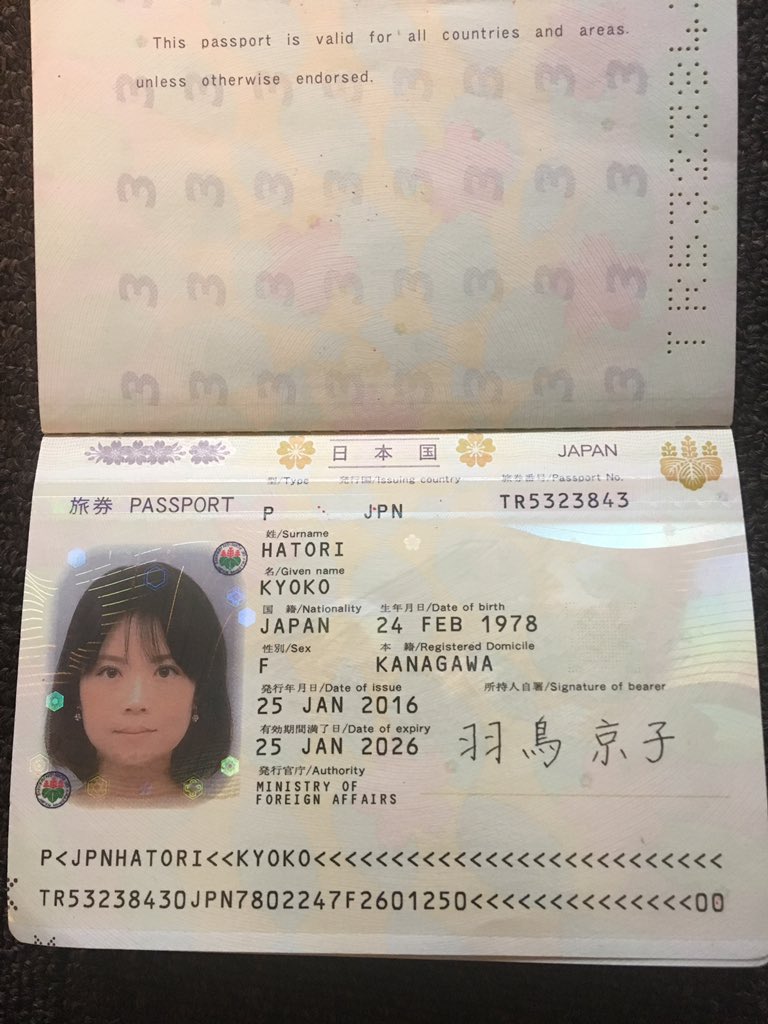 This passport is valid for all countries and areas.
unless otherwise endorsed.
日本国 JAPAN
型/Type 発行国/Issuing country 旅券番号/Passport No.
旅券 PASSPORT P JPN TR5323843
姓/Surname
HATORI
名/Given name
KYOKO
国 籍/Nationality 生年月日/Date of birth
JAPAN 24 FEB 1978
性別/Sex 本 籍/Registered Domicile
F KANAGAWA
発行年月日/Date of issue 所持人自署/Signature of bearer
25 JAN 2016
有効期間満了日/Date of expiry
25 JAN 2026 羽鳥京子
発行官庁/Authority
MINISTRY OF
FOREIGN AFFAIRS
P<JPNHATORI<<KYOKO<<<<<<<<<<<<<<<<<<<<<<<<<<
TR53238430JPN7802247F2601250<<<<<<<<<<<<<<00